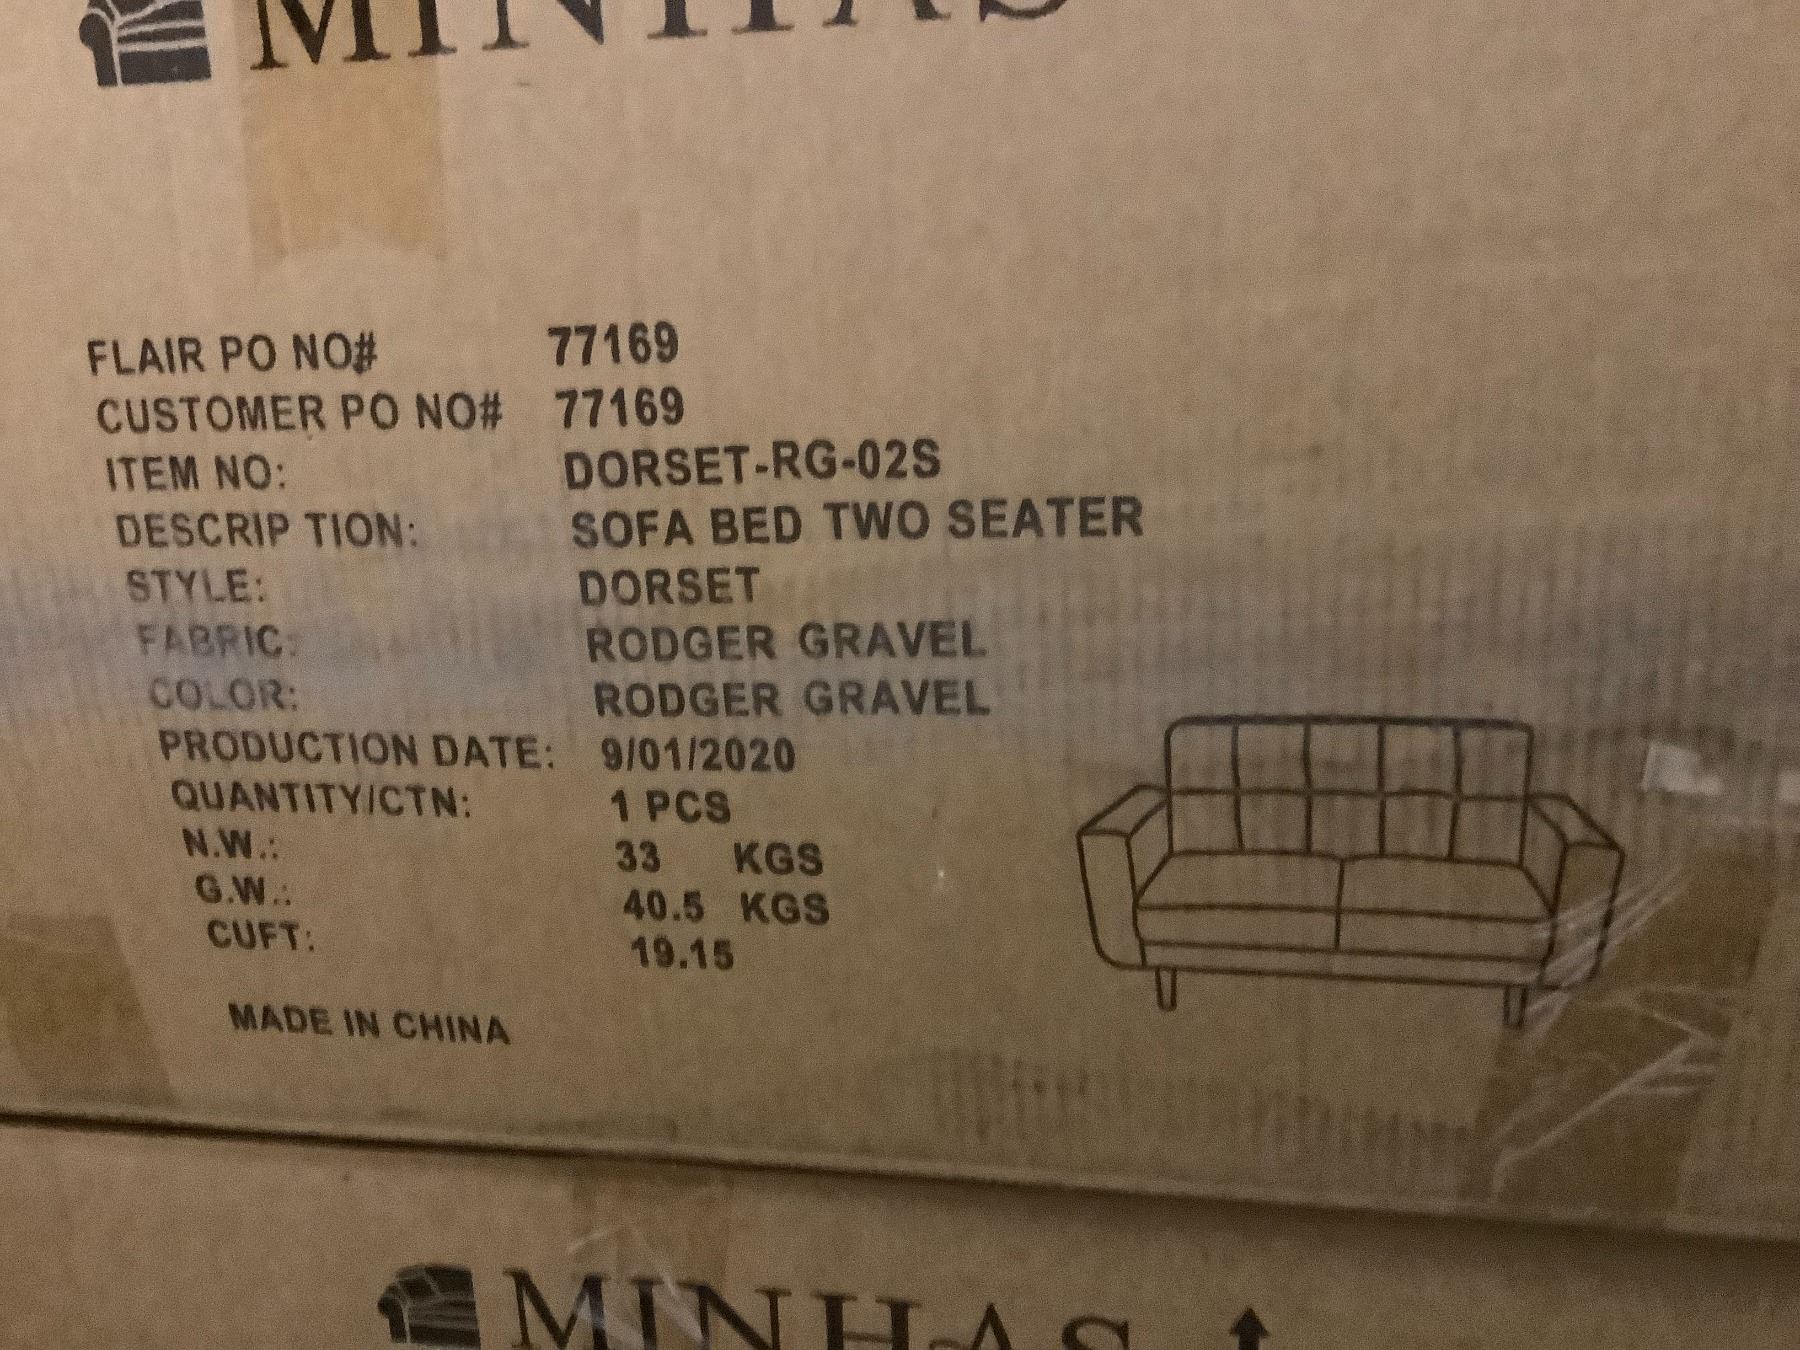 MINHAS
FLAIR PO NO# 77169
CUSTOMER PO NO# 77169
ITEM NO: DORSET-RG-02S
DESCRIP TION: SOFA BED TWO SEATER
STYLE: DORSET
FABRIC: RODGER GRAVEL
COLOR: RODGER GRAVEL
PRODUCTION DATE: 9/01/2020
QUANTITY/CTN: 1 PCS
N.W.: 33 KGS
G.W.: 40.5 KGS
CUFT: 19.15
MADE IN CHINA
MINHAS